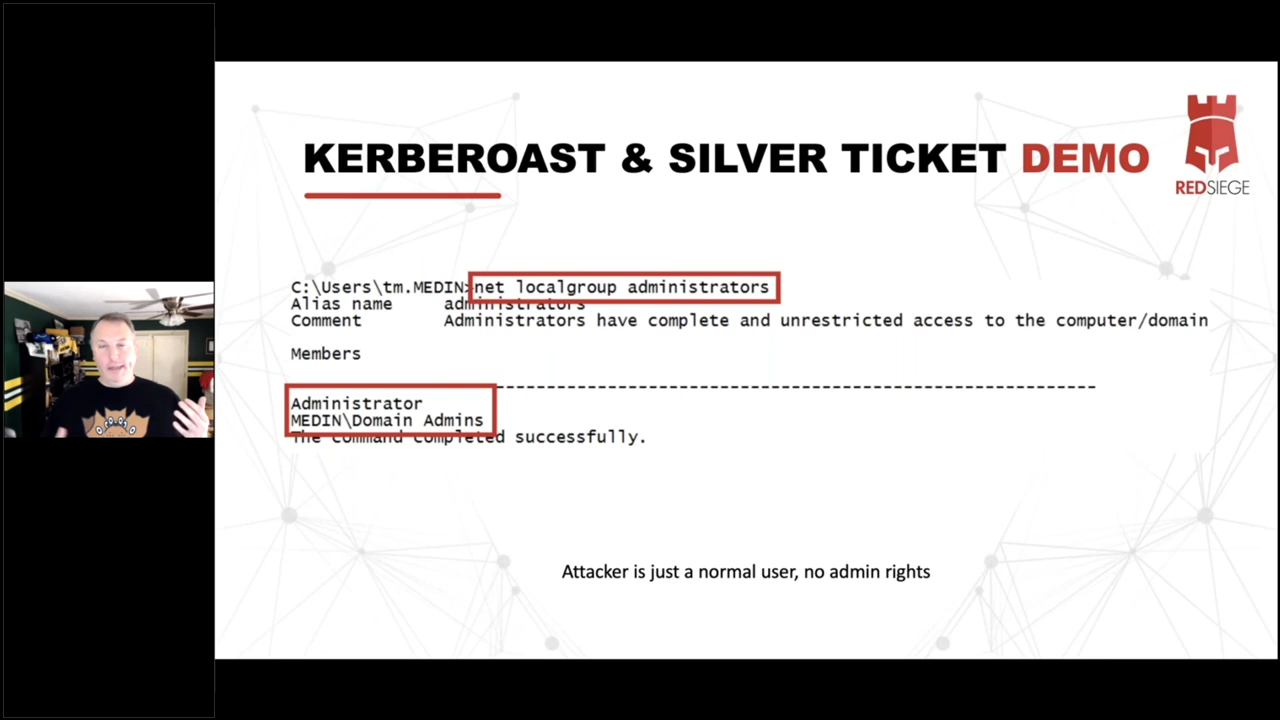 KERBEROAST & SILVER TICKET DEMO
REDSIEGE
C:\Users\tm.MEDIN>net localgroup administrators
Alias name     administrators
Comment        Administrators have complete and unrestricted access to the computer/domain
Members
-------------------------------------------------------------------------------
Administrator
MEDIN\Domain Admins
The command completed successfully.
Attacker is just a normal user, no admin rights